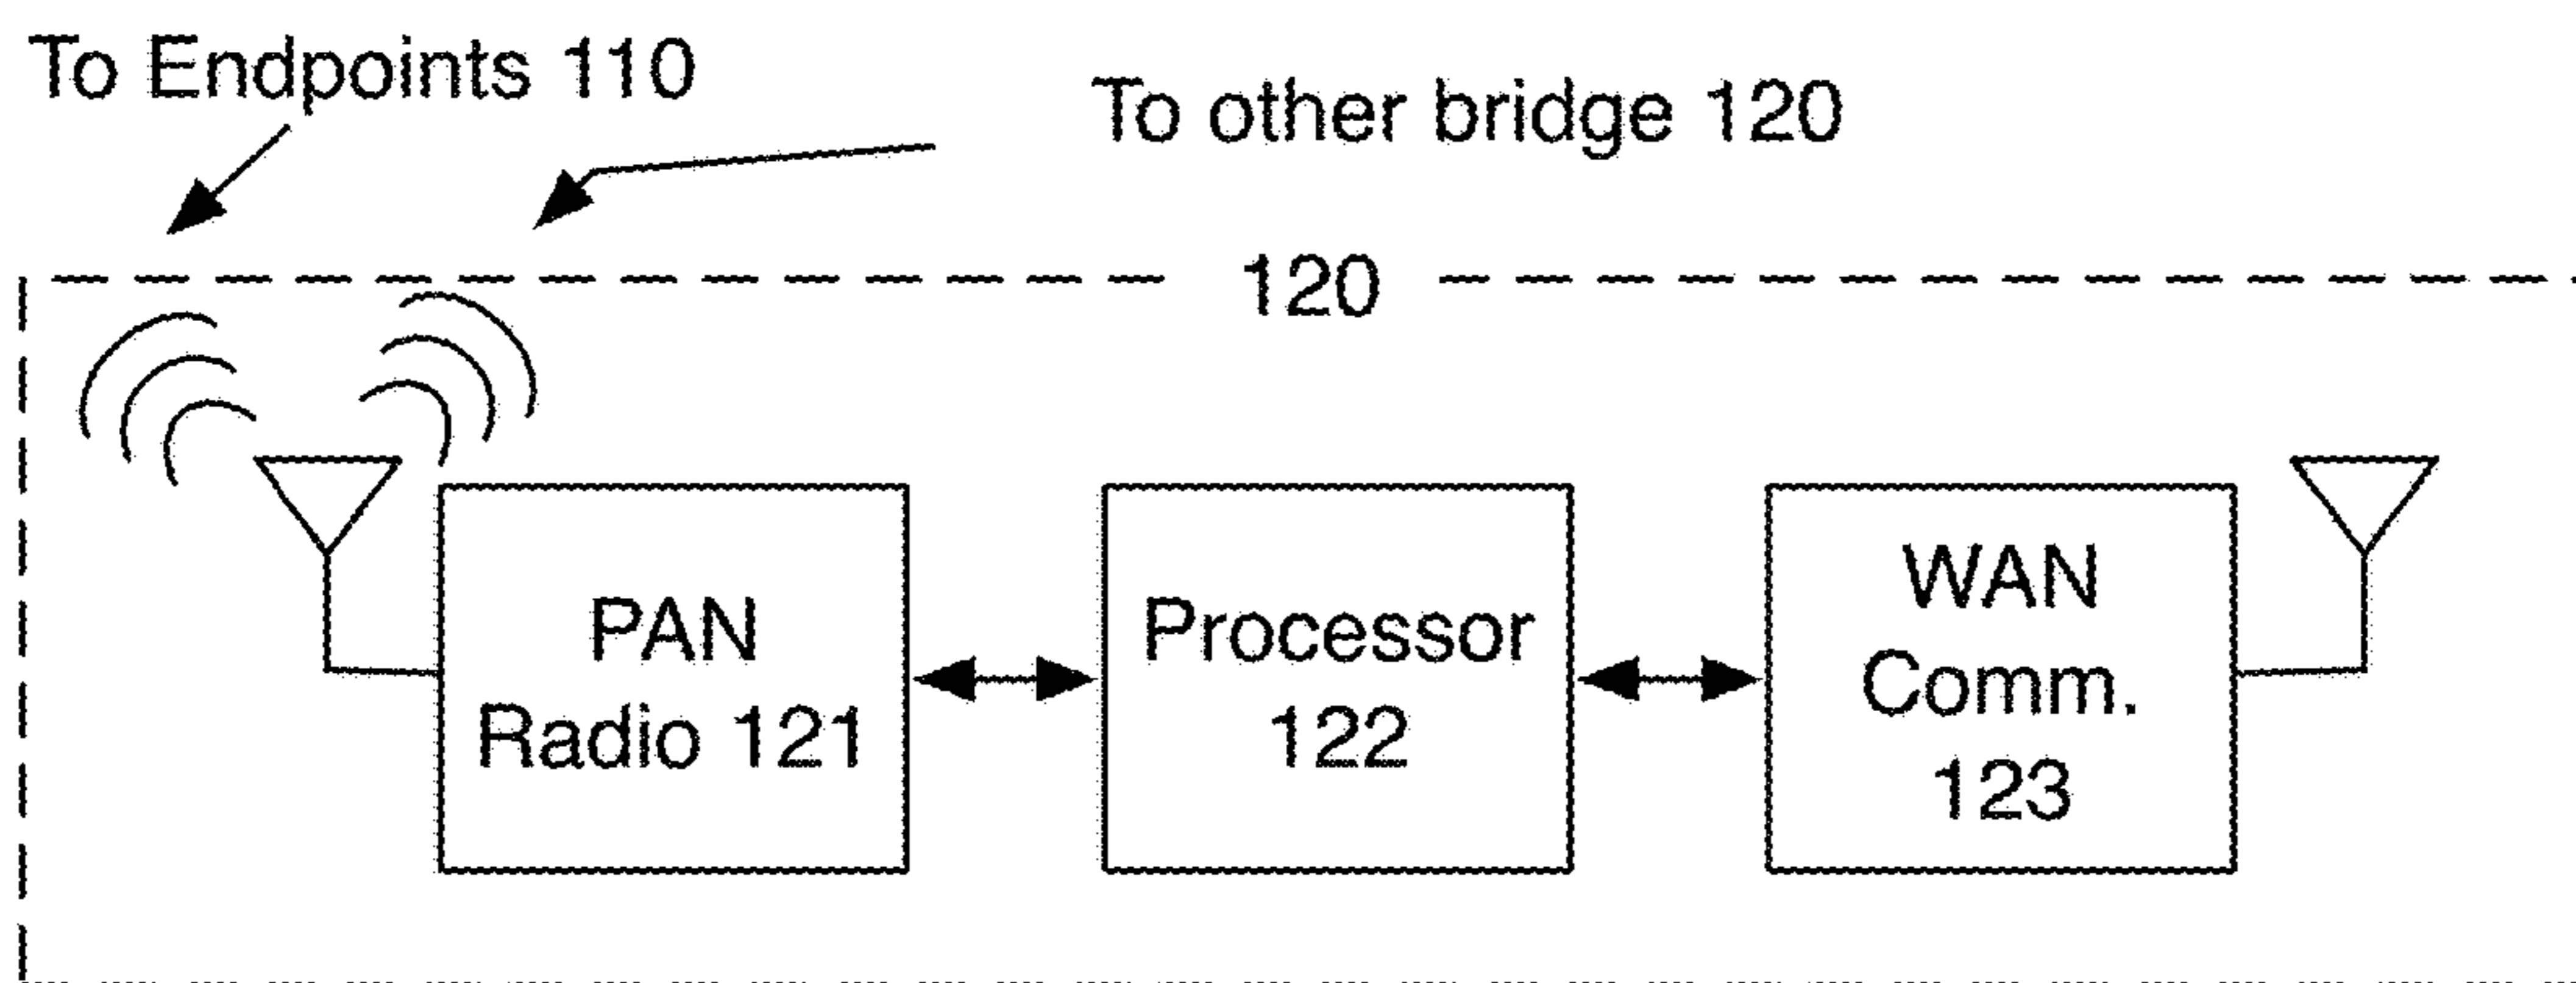 To Endpoints 110
To other bridge 120
120
PAN
Radio 121
Processor
122
WAN
Comm.
123